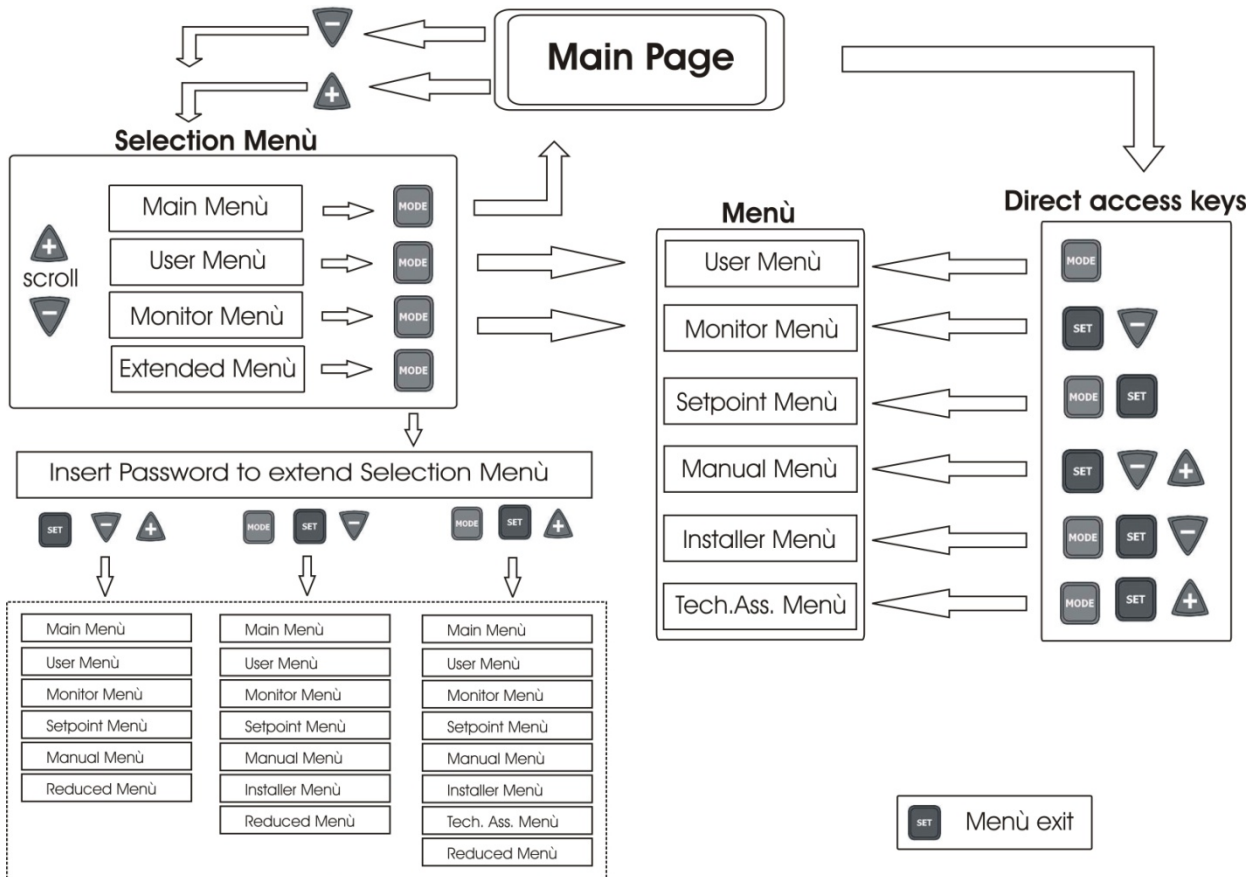 Main Page
−
+
Selection Menù
+
scroll
−
Main Menù
MODE
User Menù
MODE
Monitor Menù
MODE
Extended Menù
MODE
Insert Password to extend Selection Menù
SET − +
MODE SET −
MODE SET +
Main Menù
User Menù
Monitor Menù
Setpoint Menù
Manual Menù
Reduced Menù
Main Menù
User Menù
Monitor Menù
Setpoint Menù
Manual Menù
Installer Menù
Reduced Menù
Main Menù
User Menù
Monitor Menù
Setpoint Menù
Manual Menù
Installer Menù
Tech. Ass. Menù
Reduced Menù
Menù
User Menù
Monitor Menù
Setpoint Menù
Manual Menù
Installer Menù
Tech.Ass. Menù
Direct access keys
MODE
SET −
MODE SET
SET − +
MODE SET −
MODE SET +
SET Menù exit